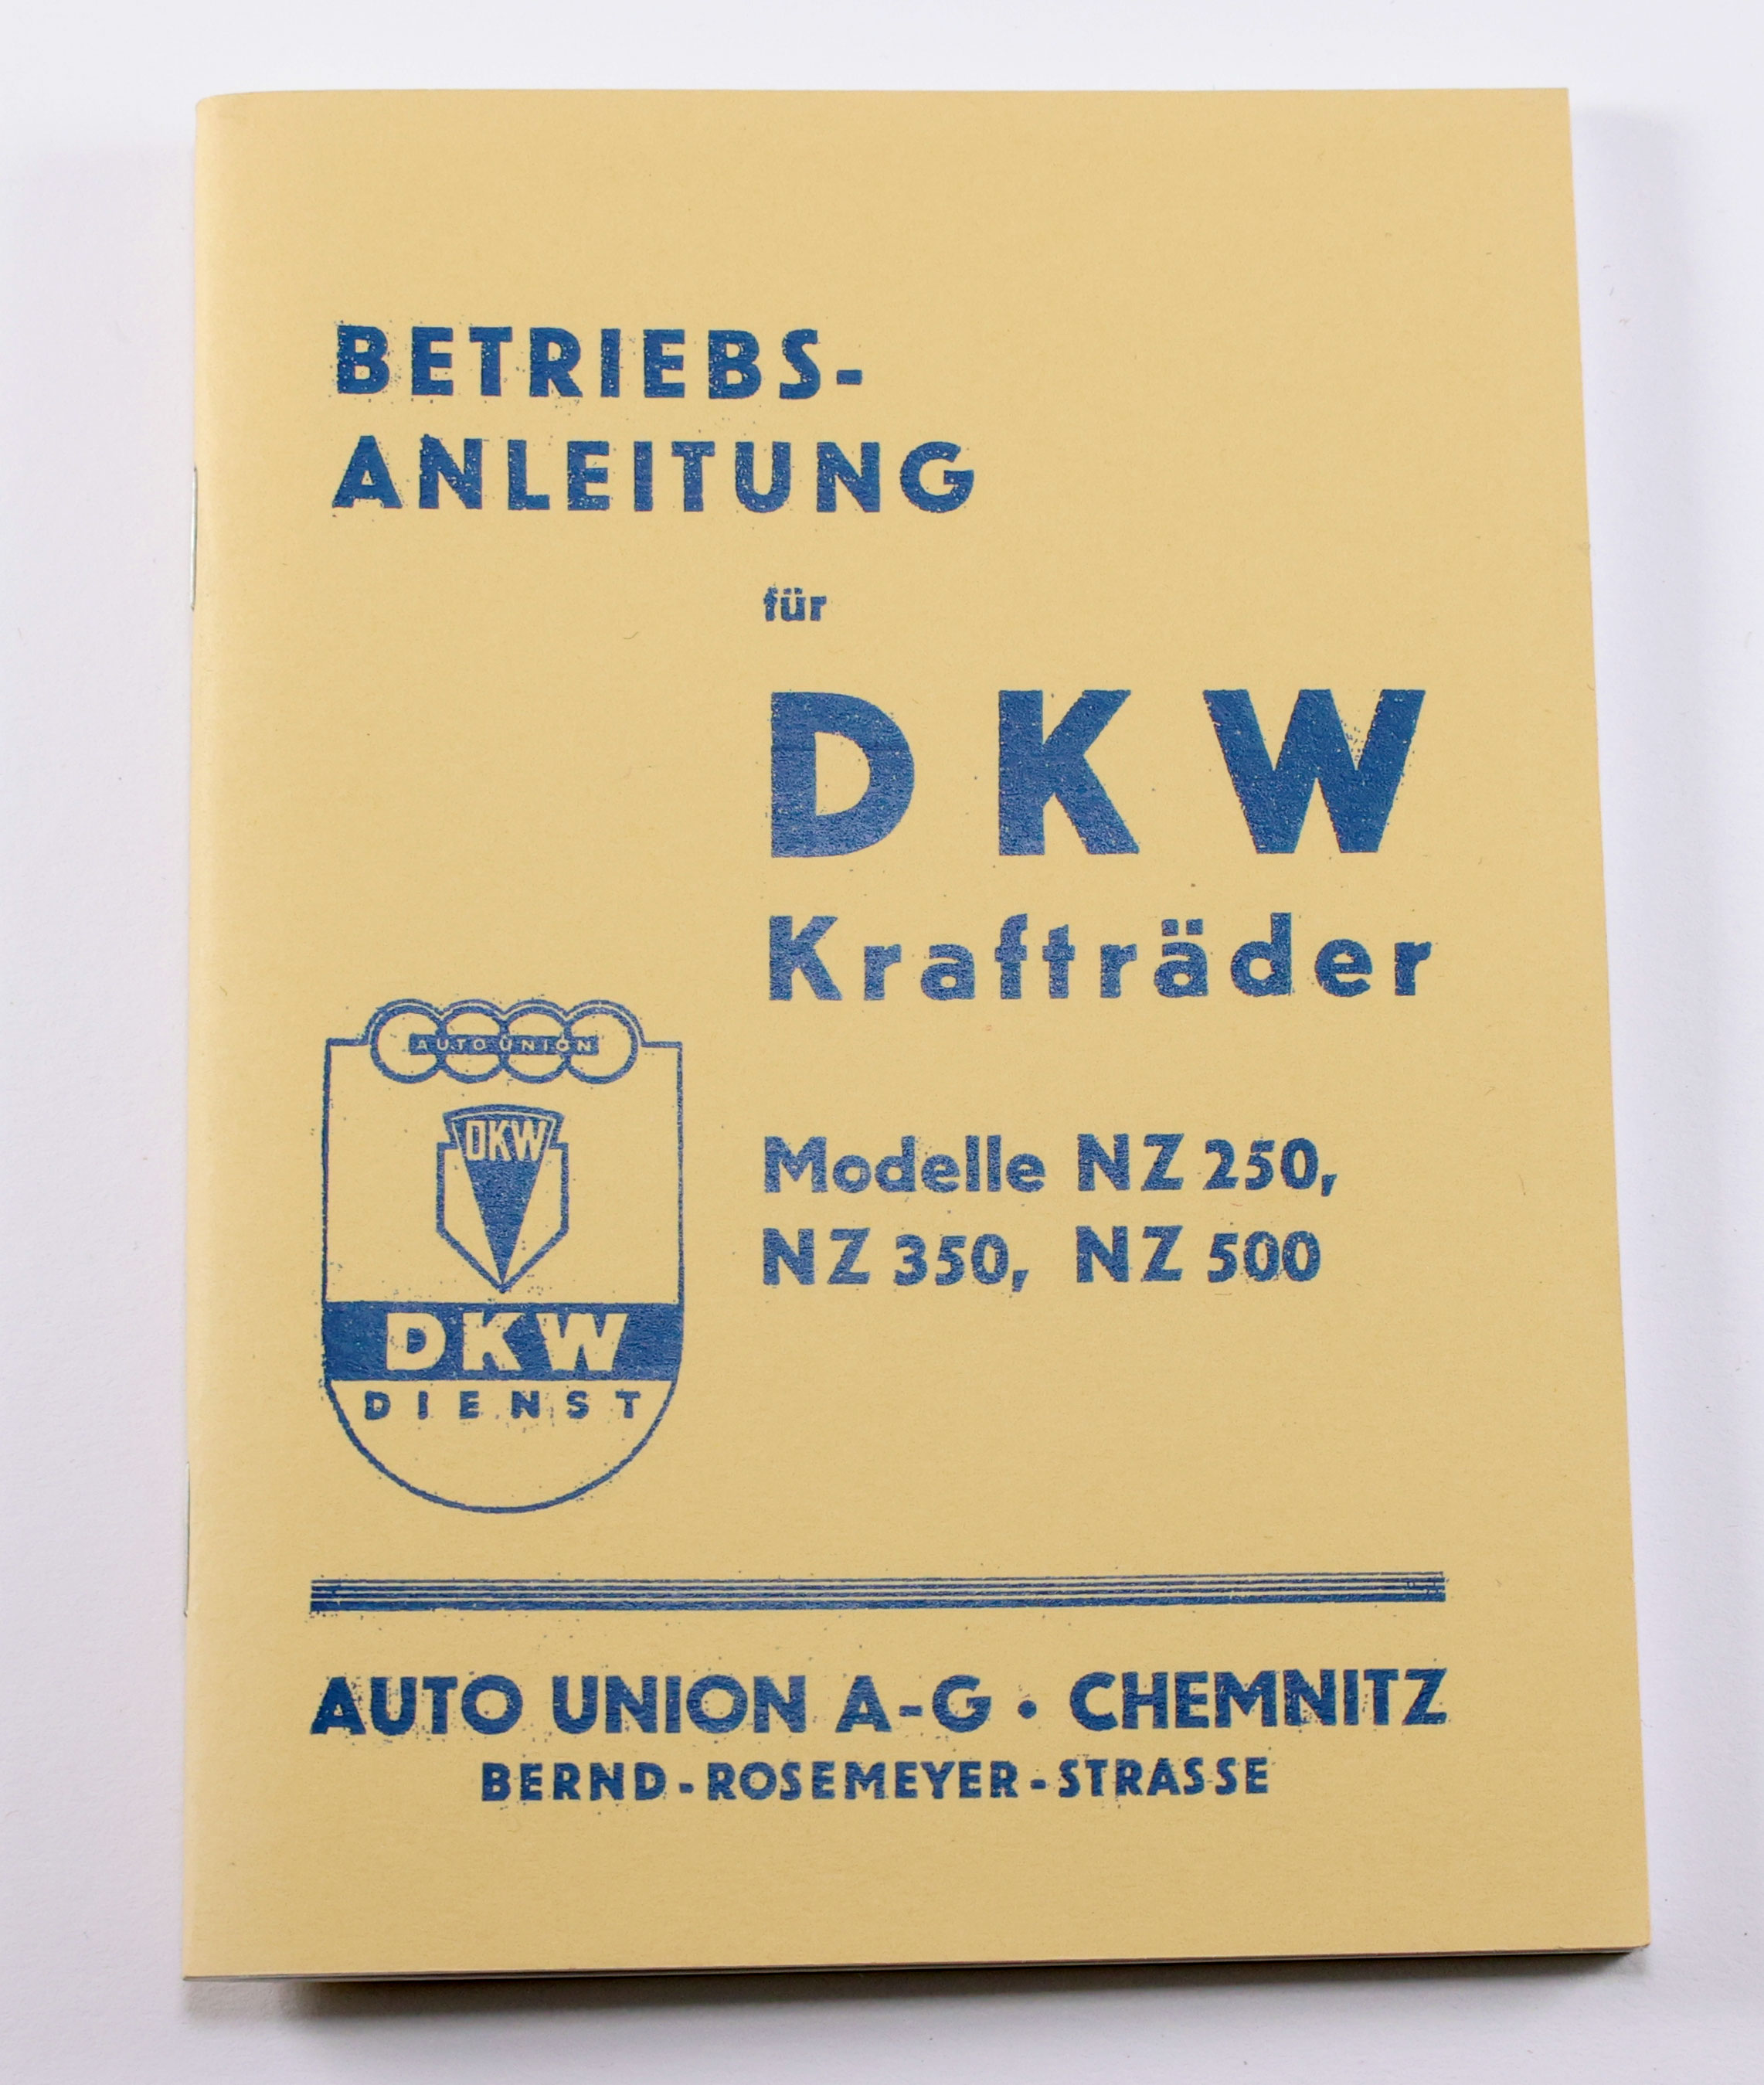 BETRIEBS-
ANLEITUNG
für
DKW
Krafträder
AUTO UNION
DKW
Modelle NZ 250,
NZ 350, NZ 500
DKW
DIENST
AUTO UNION A-G • CHEMNITZ
BERND-ROSEMEYER-STRASSE